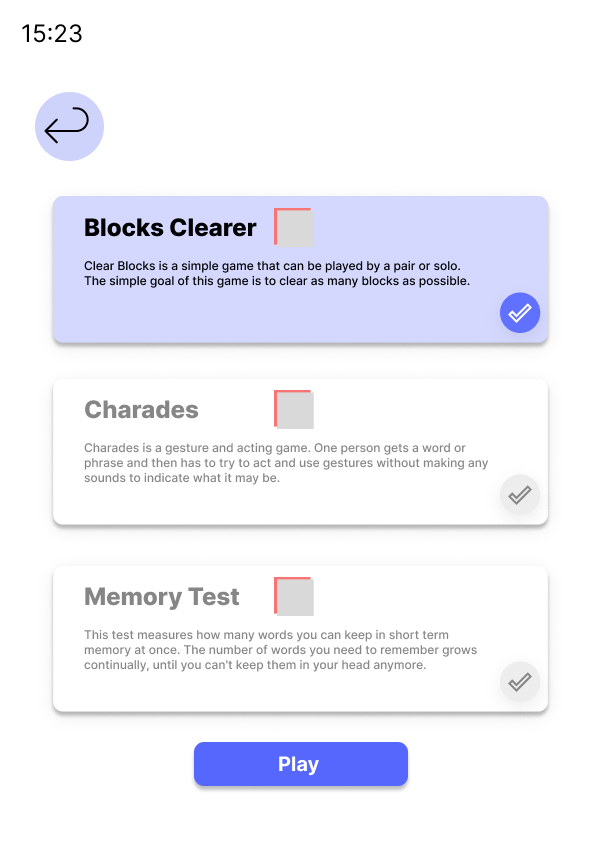 15:23
Blocks Clearer
Clear Blocks is a simple game that can be played by a pair or solo.
The simple goal of this game is to clear as many blocks as possible.
Charades
Charades is a gesture and acting game. One person gets a word or
phrase and then has to try to act and use gestures without making any
sounds to indicate what it may be.
Memory Test
This test measures how many words you can keep in short term
memory at once. The number of words you need to remember grows
continually, until you can't keep them in your head anymore.
Play